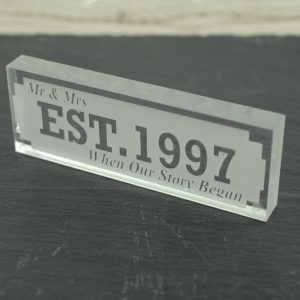 Mr & Mrs
EST.1997
When Our Story Began